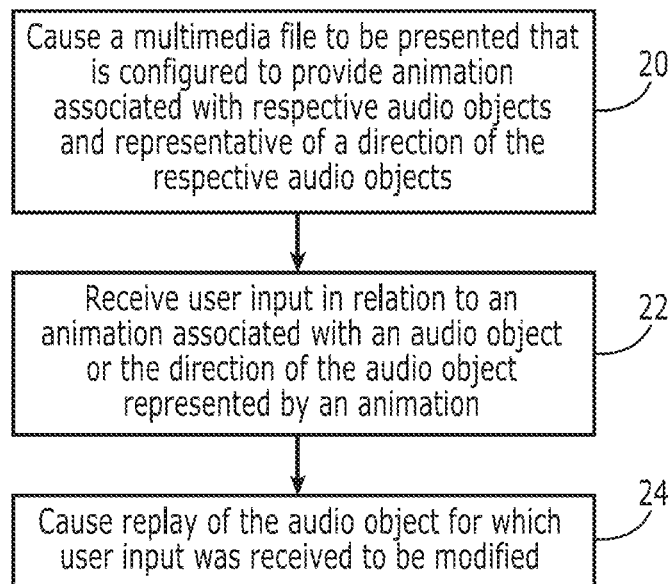 Cause a multimedia file to be presented that
is configured to provide animation
associated with respective audio objects
and representative of a direction of the
respective audio objects
20
Receive user input in relation to an
animation associated with an audio object
or the direction of the audio object
represented by an animation
22
Cause replay of the audio object for which
user input was received to be modified
24